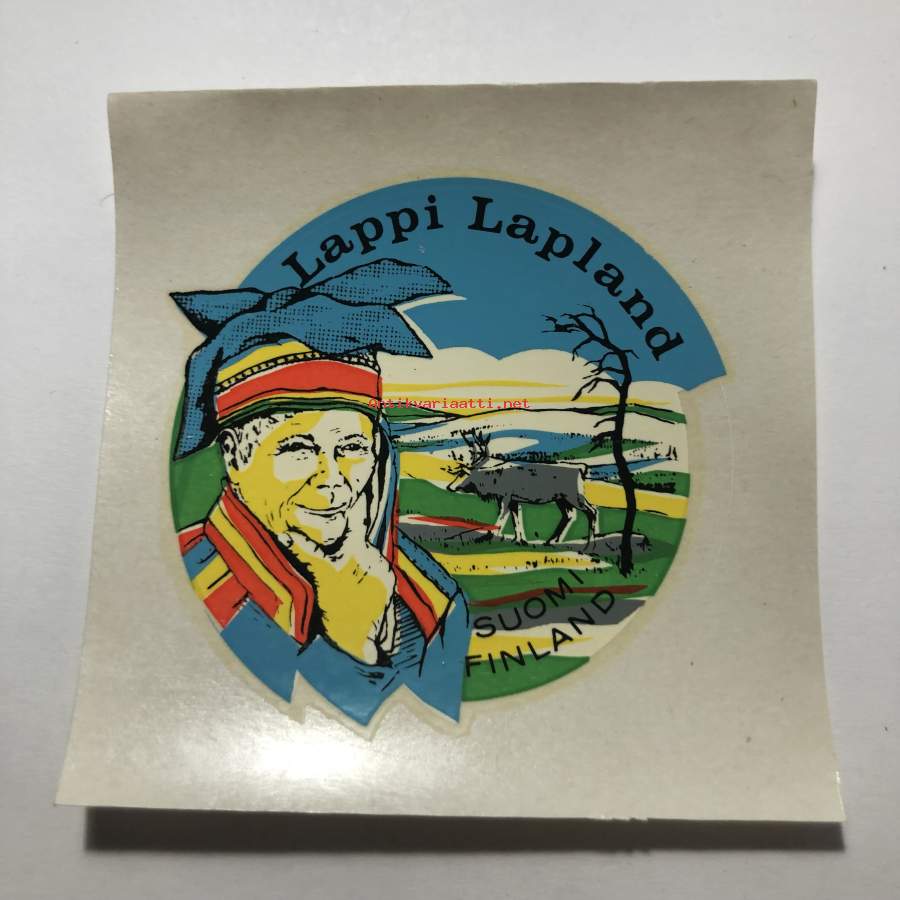 Lappi Lapland
Antikvariaatti.net
SUOMI
FINLAND